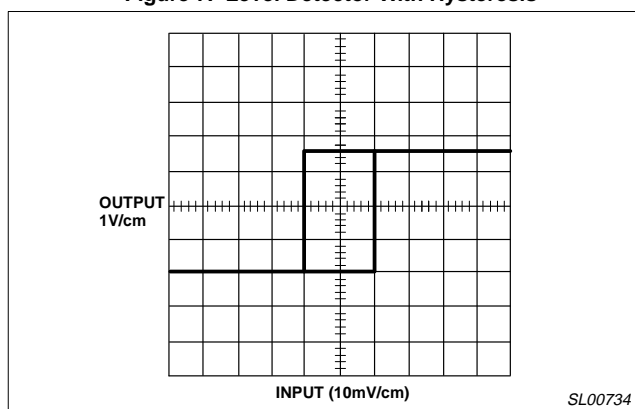 Figure 7. Level Detector With Hysteresis
OUTPUT
1V/cm
INPUT (10mV/cm)
SL00734